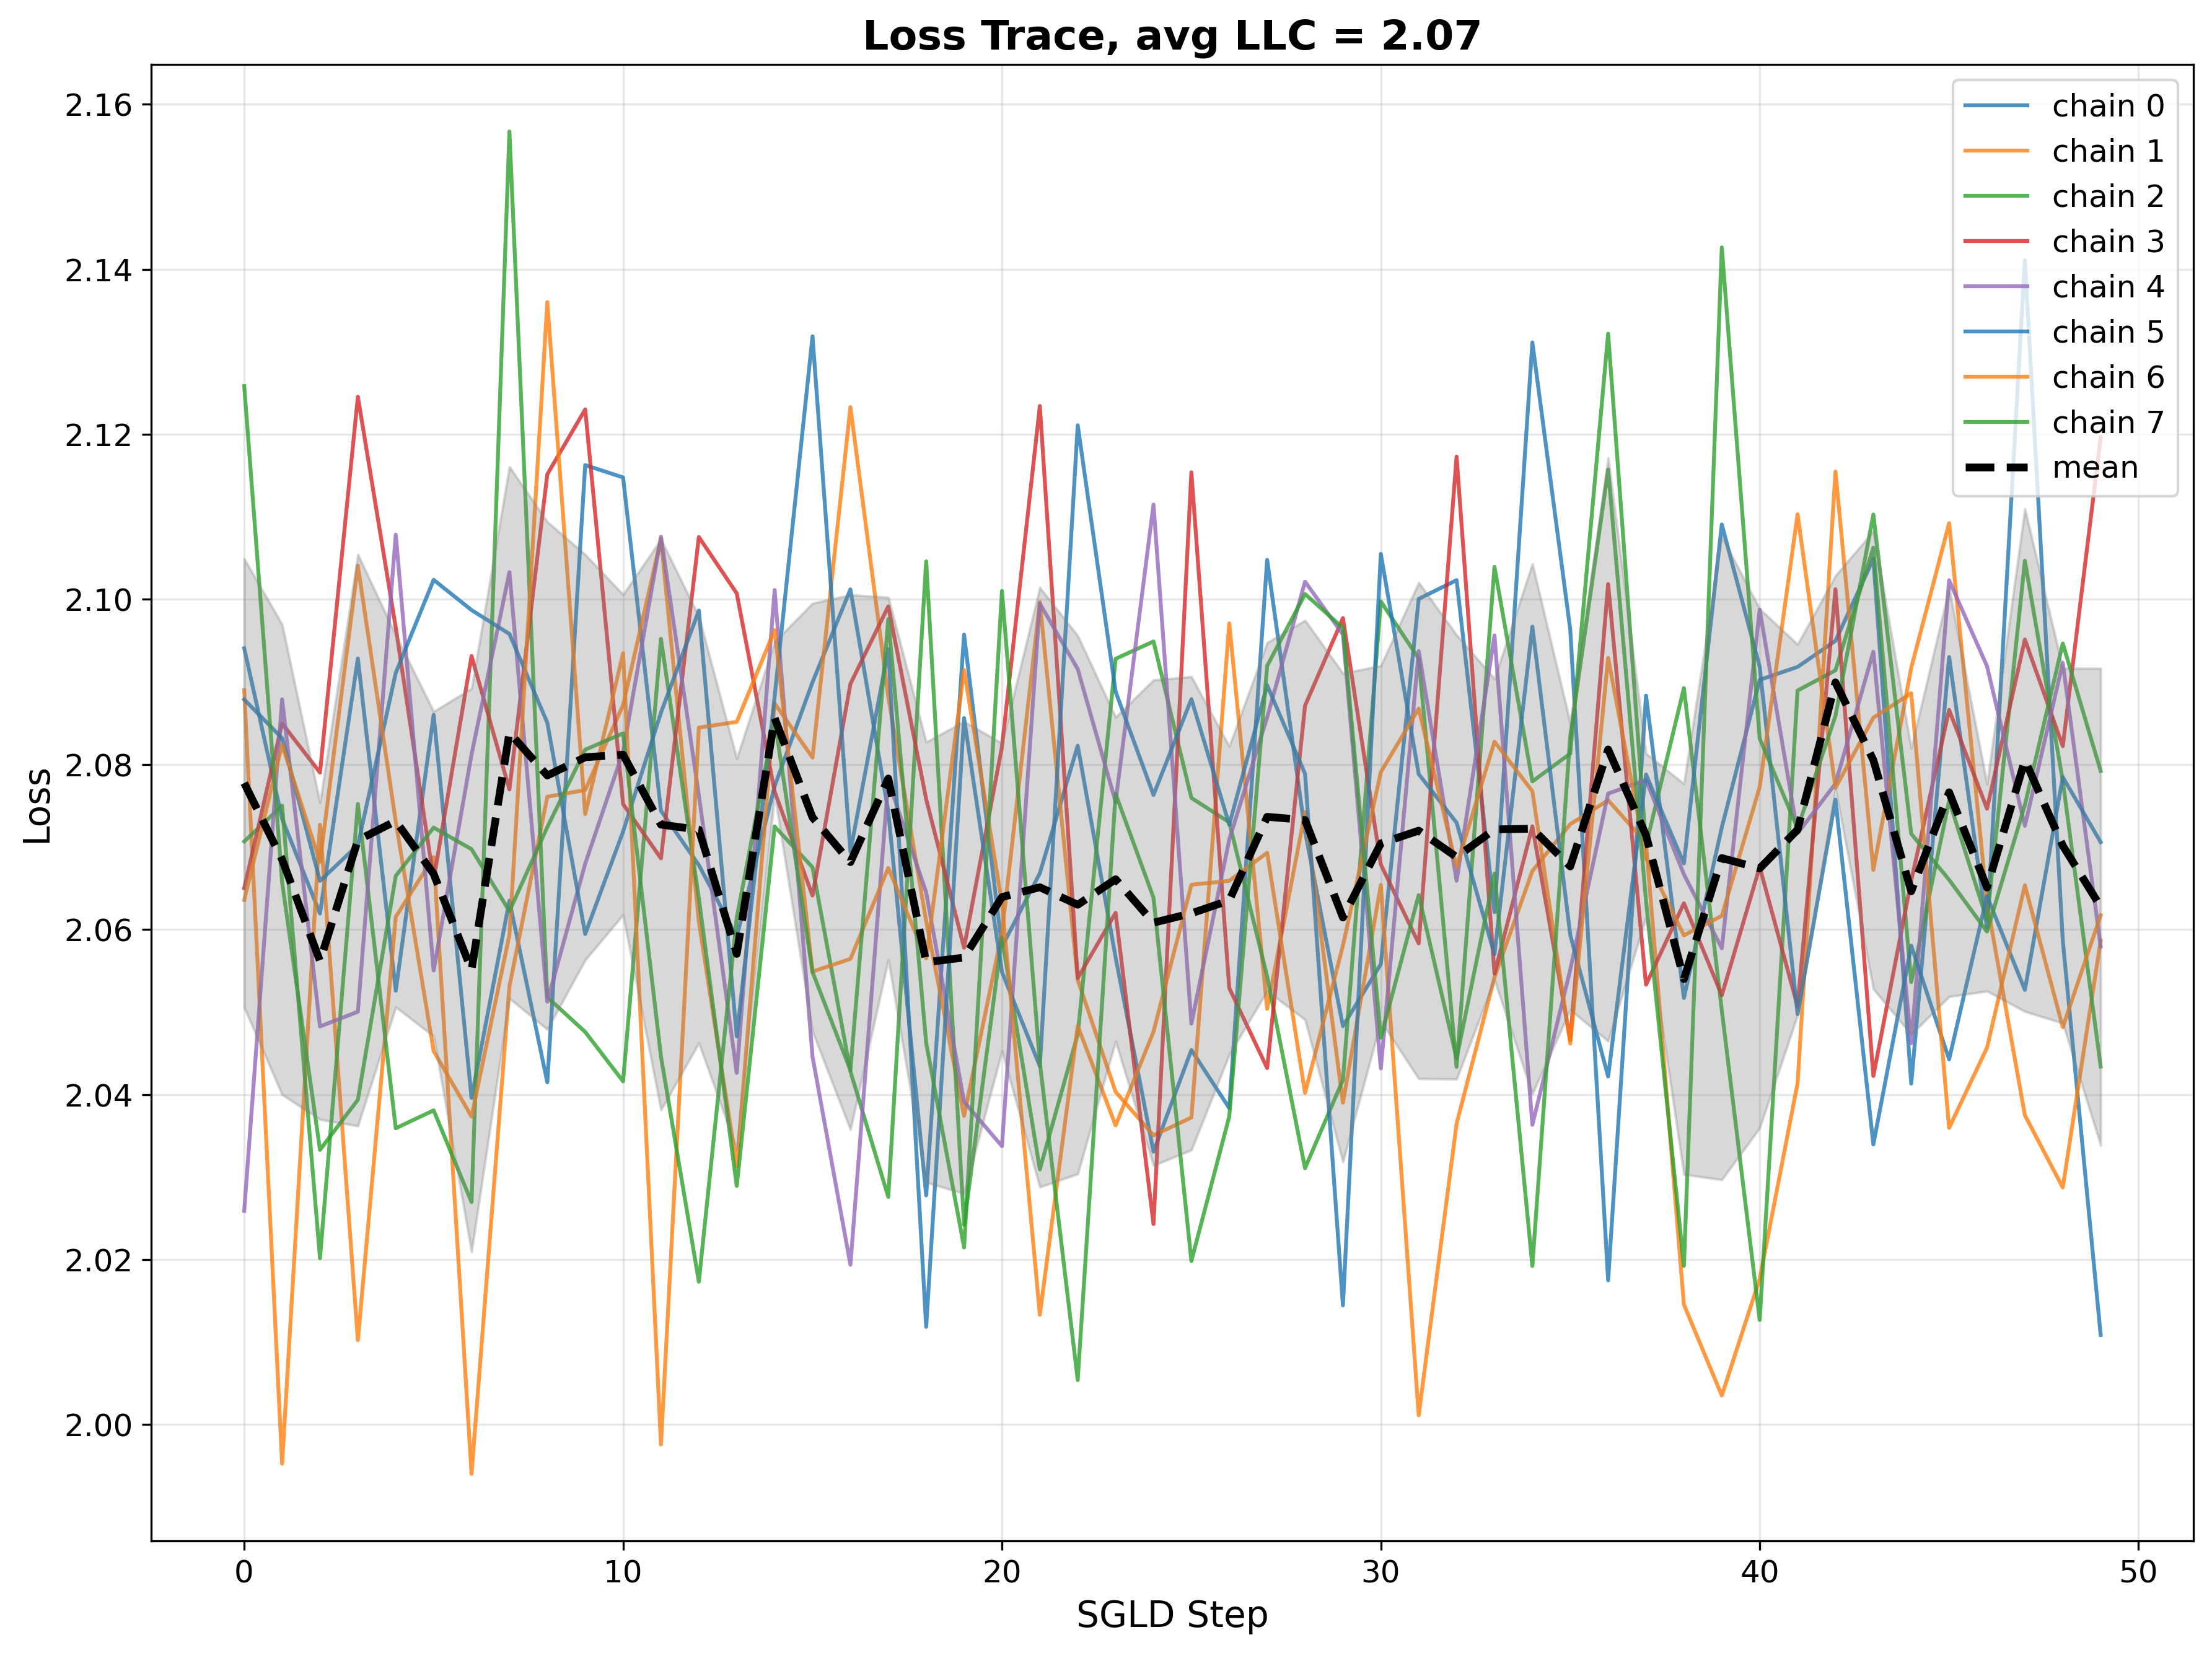 Loss Trace, avg LLC = 2.07
2.16
2.14
2.12
2.10
2.08
2.06
2.04
2.02
2.00
Loss
chain 0
chain 1
chain 2
chain 3
chain 4
chain 5
chain 6
chain 7
mean
0
10
20
30
40
50
SGLD Step